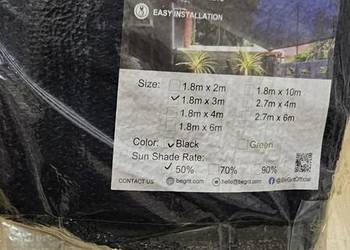 EASY INSTALLATION
Size: 1.8m x 2m 1.8m x 10m
1.8m x 3m 2.7m x 4m
1.8m x 4m 2.7m x 6m
1.8m x 6m
Color: Black Green
Sun Shade Rate:
50% 70% 90%
CONTACT US begrit.com hello@begrit.com @BeGritOfficial